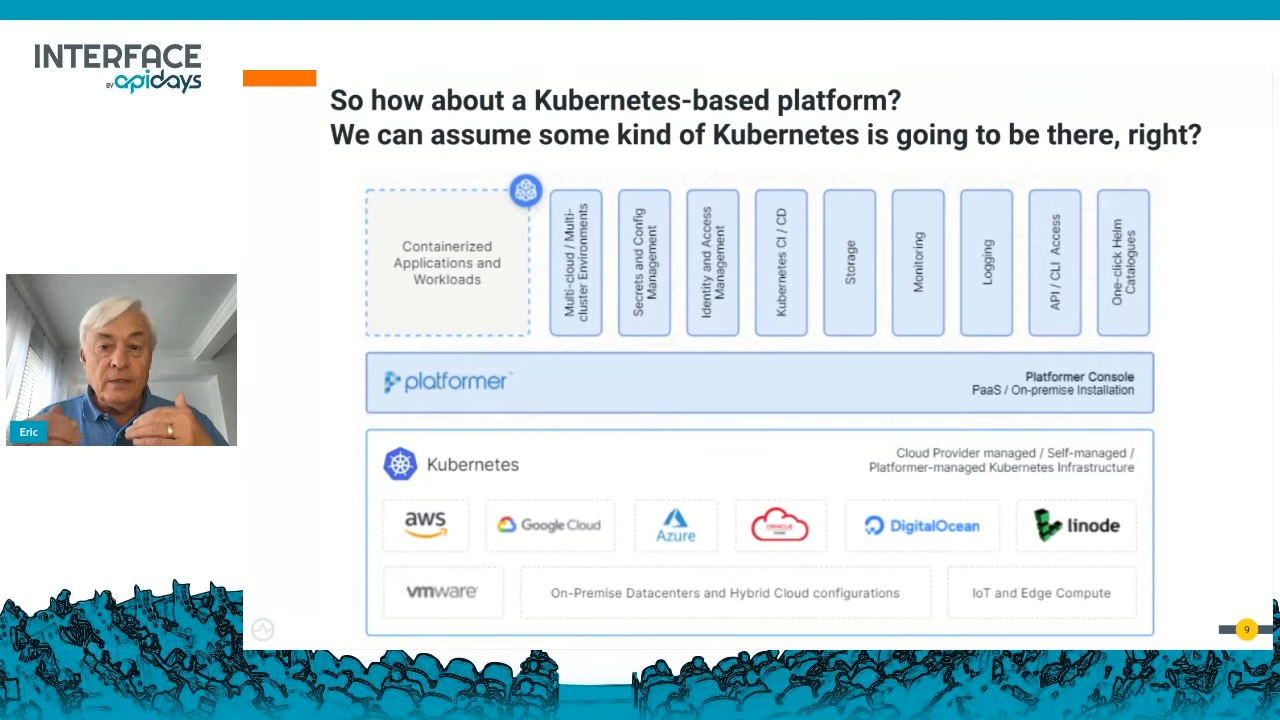 INTERFACE
BY apidays
So how about a Kubernetes-based platform?
We can assume some kind of Kubernetes is going to be there, right?
Containerized
Applications and
Workloads
Multi-cloud / Multi-
cluster Environments
Secrets and Config
Management
Identity and Access
Management
Kubernetes CI / CD
Storage
Monitoring
Logging
API / CLI Access
One-click Helm
Catalogues
platformer
Platformer Console
PaaS / On-premise Installation
Kubernetes
Cloud Provider managed / Self-managed /
Platformer-managed Kubernetes Infrastructure
aws
Google Cloud
Azure
ORACLE
DigitalOcean
linode
vmware
On-Premise Datacenters and Hybrid Cloud configurations
IoT and Edge Compute
Eric
9